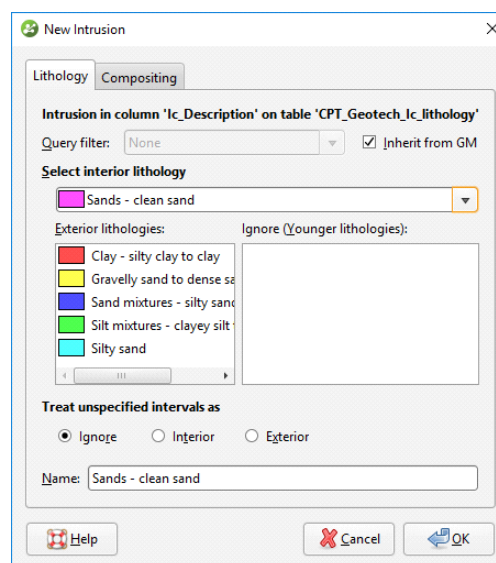 New Intrusion
Lithology Compositing
Intrusion in column 'Ic_Description' on table 'CPT_Geotech_Ic_lithology'
Query filter: None Inherit from GM
Select interior lithology
Sands - clean sand
Exterior lithologies: Ignore (Younger lithologies):
Clay - silty clay to clay
Gravelly sand to dense sa
Sand mixtures - silty sand
Silt mixtures - clayey silt
Silty sand
Treat unspecified intervals as
Ignore Interior Exterior
Name: Sands - clean sand
Help Cancel OK